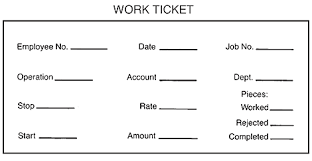 WORK TICKET
Employee No. Date Job No.
Operation Account Dept.
Pieces:
Stop Rate Worked
Rejected
Start Amount Completed